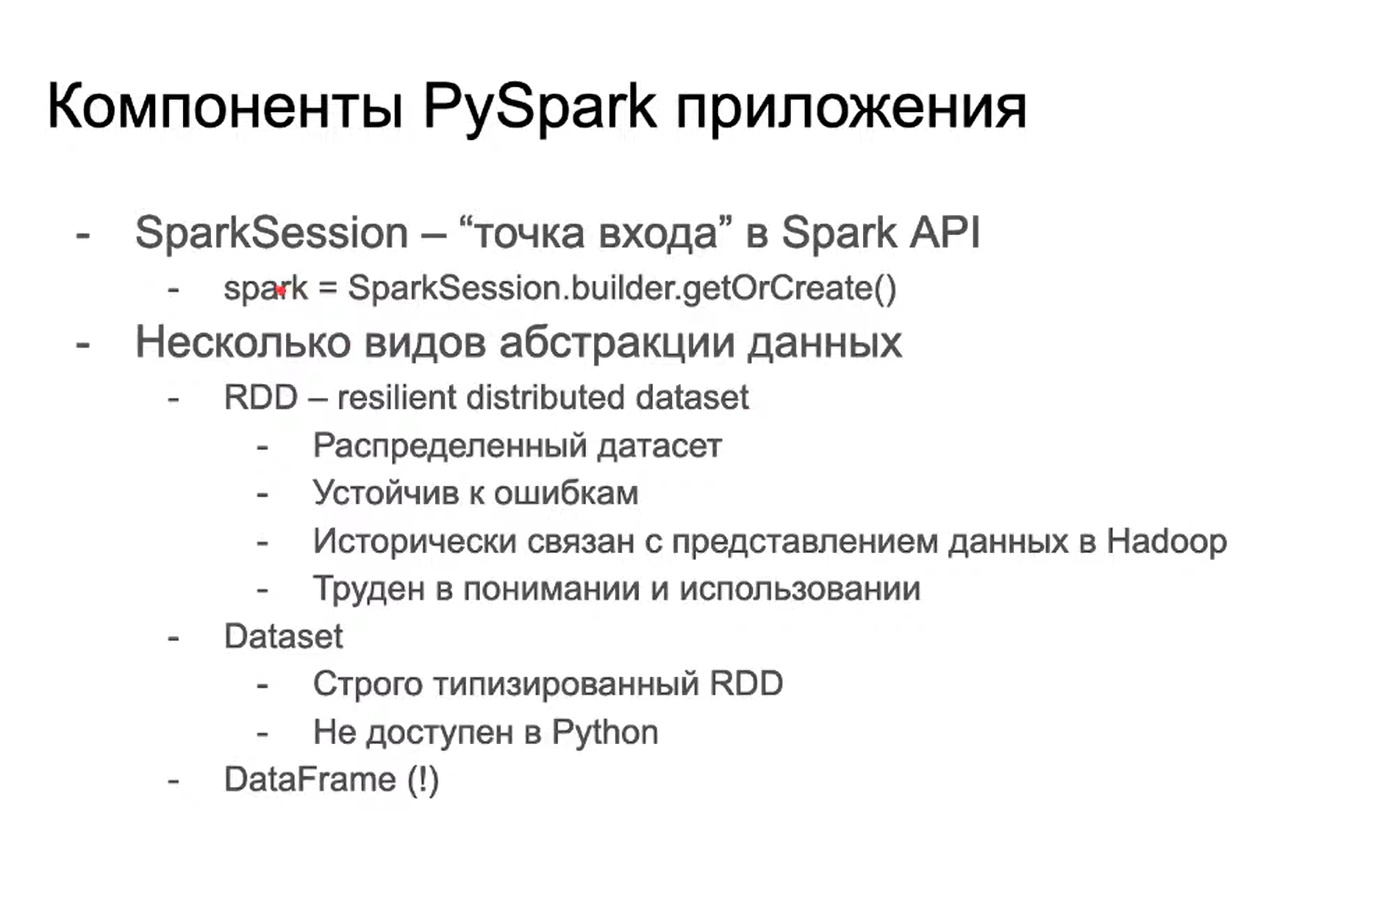 Компоненты PySpark приложения
- SparkSession – “точка входа” в Spark API
- spark = SparkSession.builder.getOrCreate()
- Несколько видов абстракции данных
- RDD – resilient distributed dataset
- Распределенный датасет
- Устойчив к ошибкам
- Исторически связан с представлением данных в Hadoop
- Труден в понимании и использовании
- Dataset
- Строго типизированный RDD
- Не доступен в Python
- DataFrame (!)